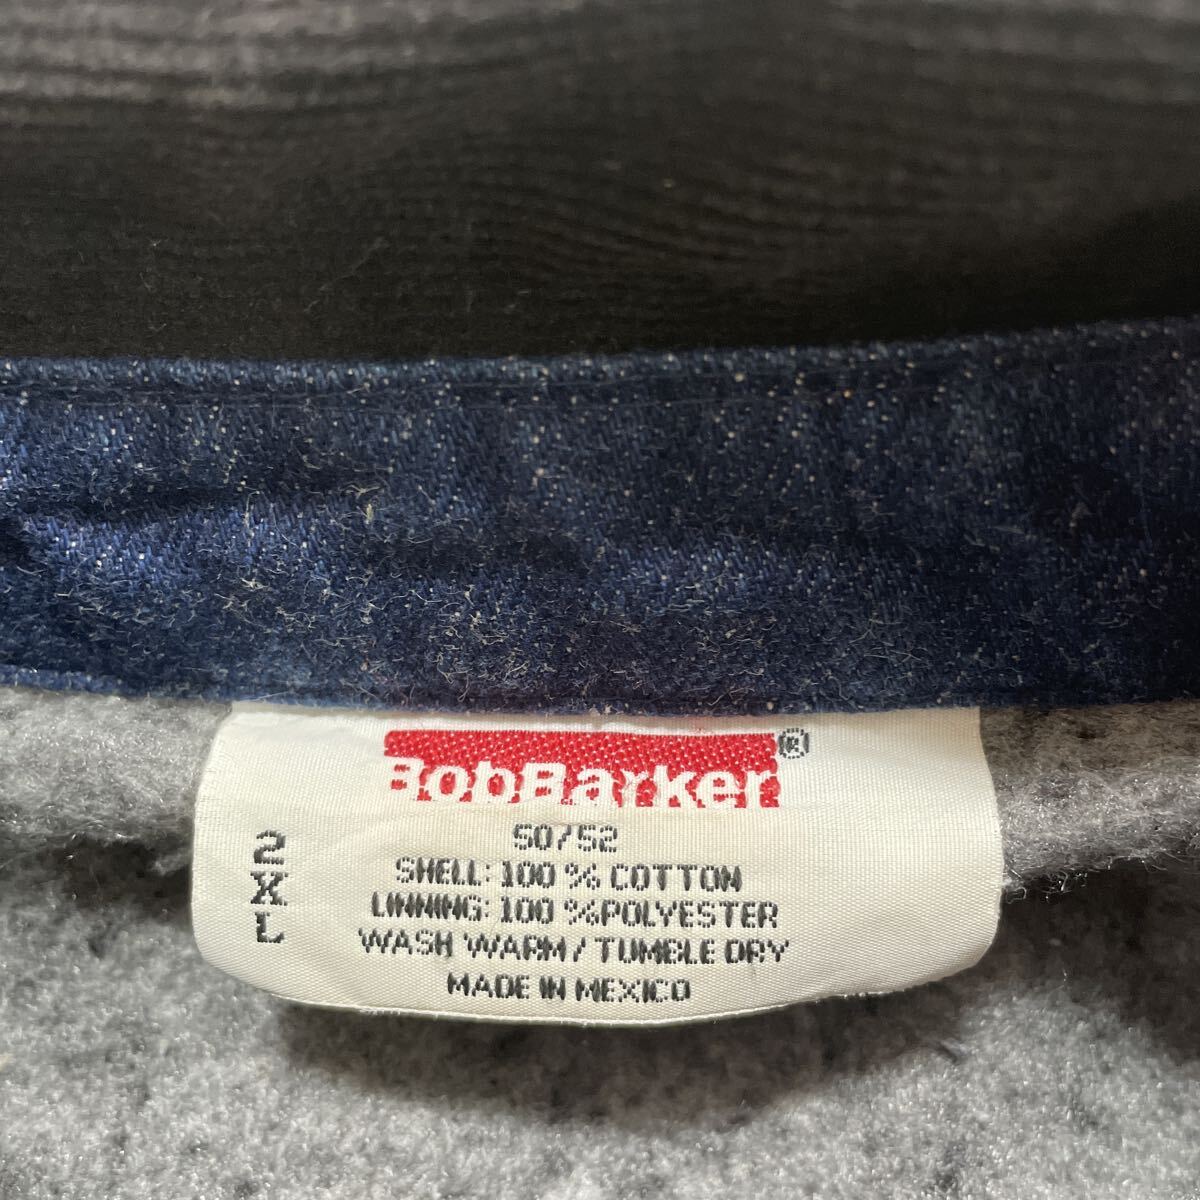 BobBarker®
2XL
50/52
SHELL: 100 % COTTON
LINNING: 100 %POLYESTER
WASH WARM / TUMBLE DRY
MADE IN MEXICO